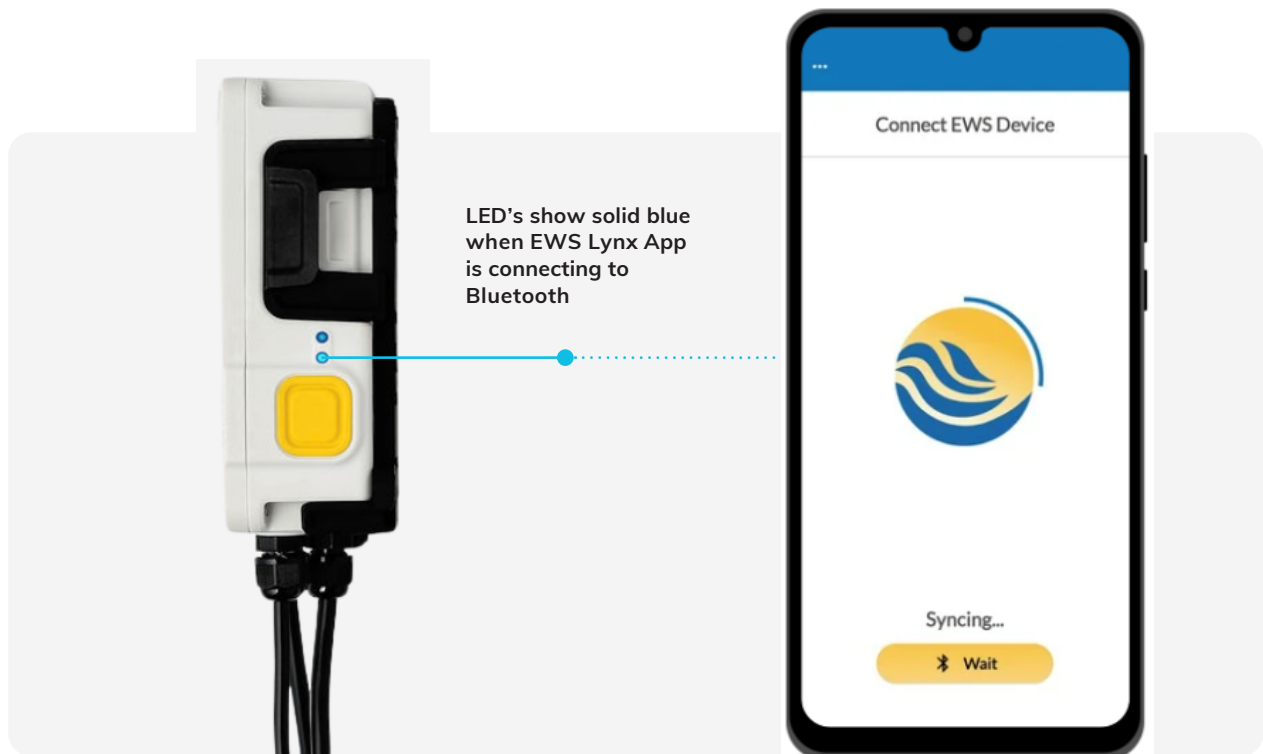 Connect EWS Device
LED’s show solid blue
when EWS Lynx App
is connecting to
Bluetooth
Syncing...
Wait